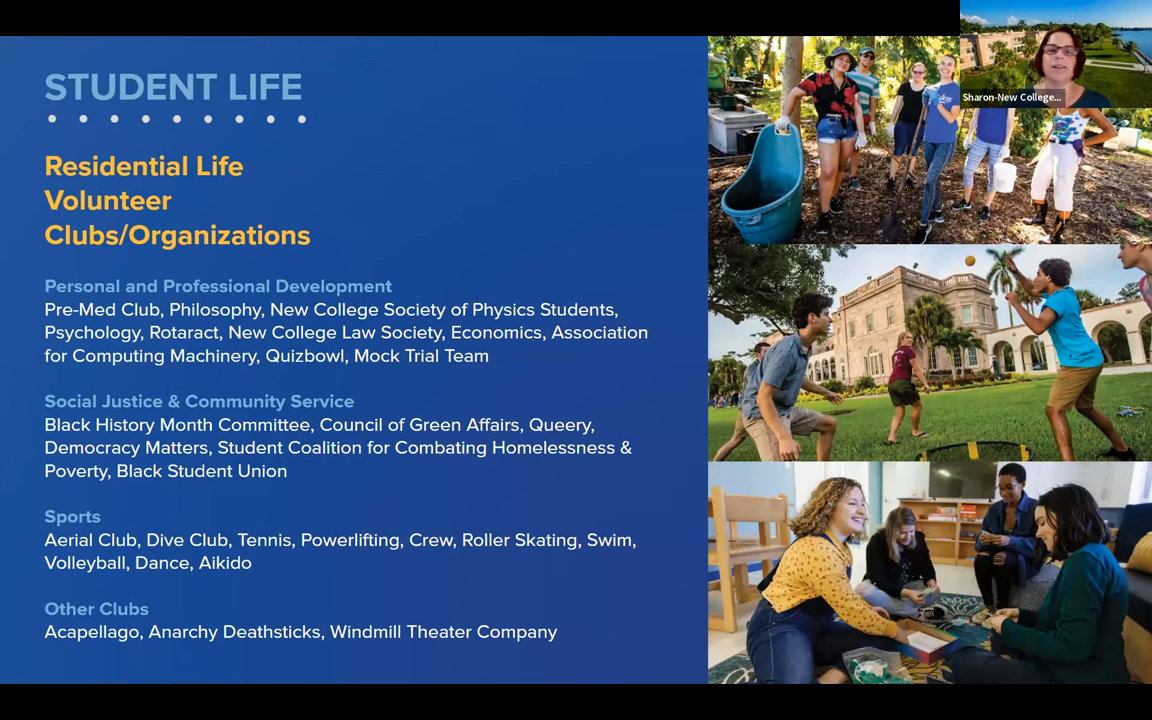 STUDENT LIFE
Residential Life
Volunteer
Clubs/Organizations
Personal and Professional Development
Pre-Med Club, Philosophy, New College Society of Physics Students,
Psychology, Rotaract, New College Law Society, Economics, Association
for Computing Machinery, Quizbowl, Mock Trial Team
Social Justice & Community Service
Black History Month Committee, Council of Green Affairs, Queery,
Democracy Matters, Student Coalition for Combating Homelessness &
Poverty, Black Student Union
Sports
Aerial Club, Dive Club, Tennis, Powerlifting, Crew, Roller Skating, Swim,
Volleyball, Dance, Aikido
Other Clubs
Acapellago, Anarchy Deathsticks, Windmill Theater Company
Sharon-New College...